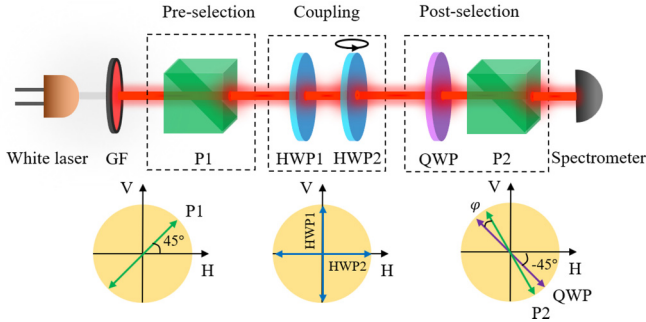 Pre-selection Coupling Post-selection
White laser GF P1 HWP1 HWP2 QWP P2 Spectrometer
V V V
P1 HWP1 φ
45° -45°
H HWP2 H H
QWP
P2